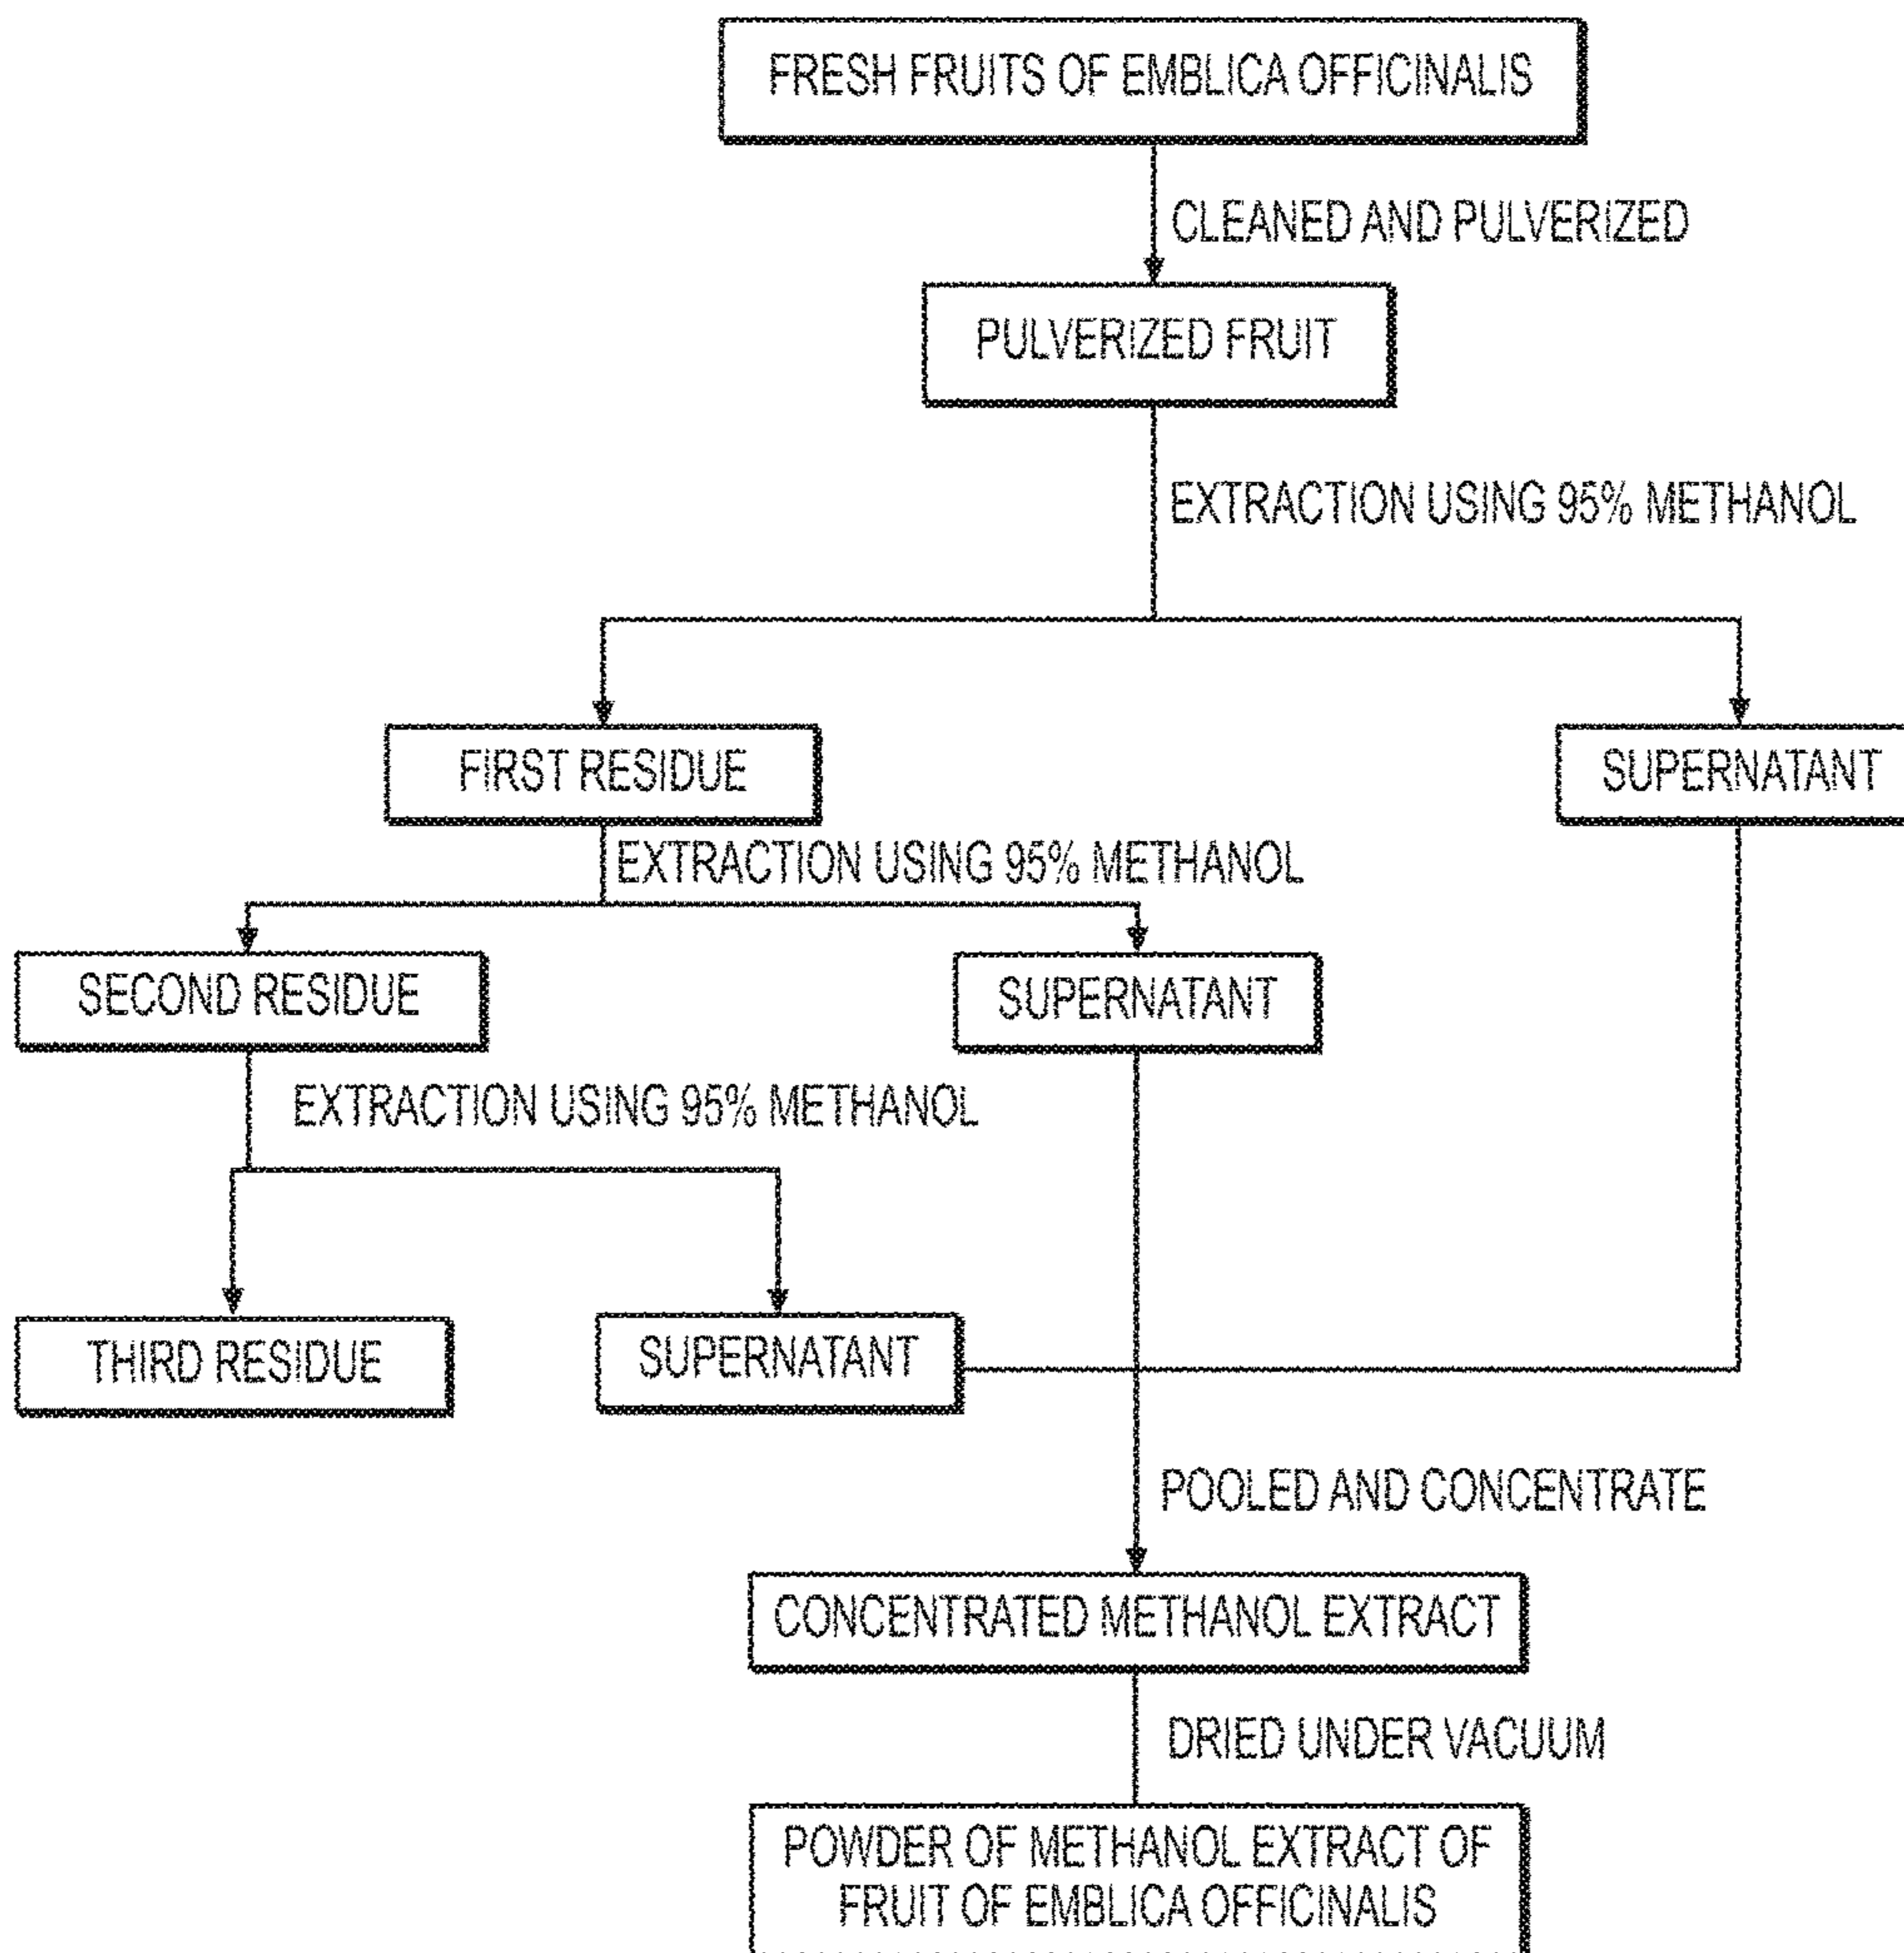 FRESH FRUITS OF EMBLICA OFFICINALIS
CLEANED AND PULVERIZED
PULVERIZED FRUIT
EXTRACTION USING 95% METHANOL
FIRST RESIDUE
SUPERNATANT
EXTRACTION USING 95% METHANOL
SECOND RESIDUE
SUPERNATANT
EXTRACTION USING 95% METHANOL
THIRD RESIDUE
SUPERNATANT
POOLED AND CONCENTRATE
CONCENTRATED METHANOL EXTRACT
DRIED UNDER VACUUM
POWDER OF METHANOL EXTRACT OF
FRUIT OF EMBLICA OFFICINALIS